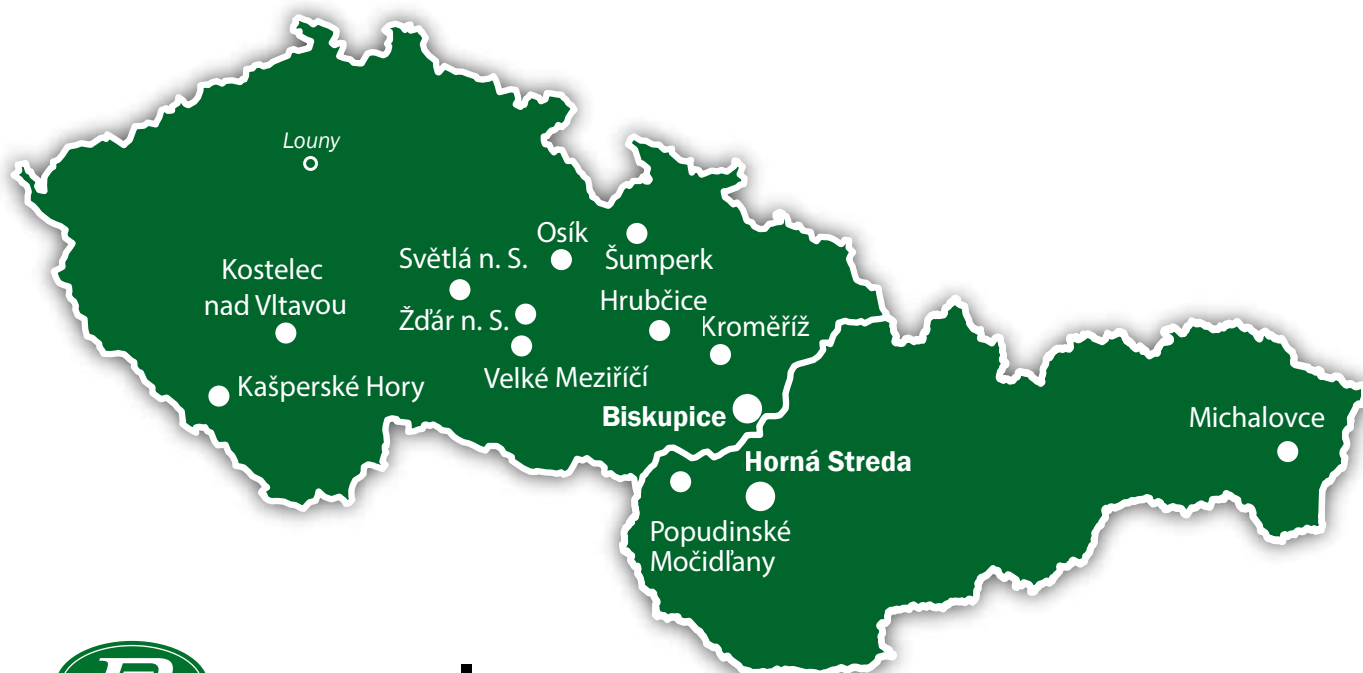 Louny
Osík
Světlá n. S.
Šumperk
Kostelec
nad Vltavou
Hrubčice
Žďár n. S.
Kroměříž
Velké Meziříčí
Kašperské Hory
Biskupice
Michalovce
Horná Streda
Popudinské
Močidľany